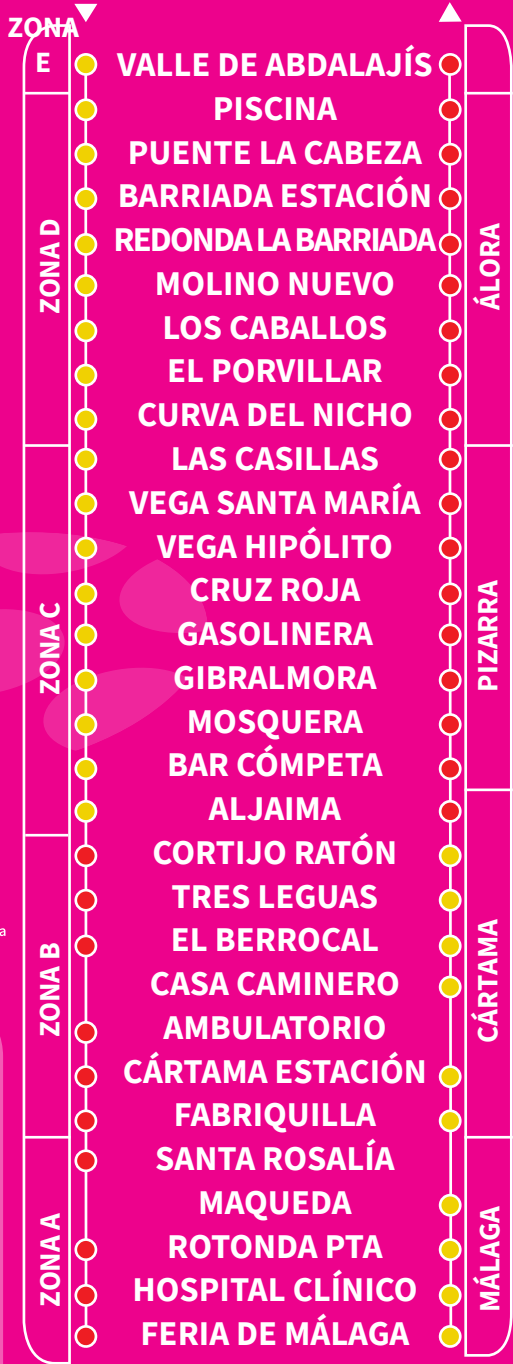 ZONA
E
VALLE DE ABDALAJÍS
PISCINA
PUENTE LA CABEZA
BARRIADA ESTACIÓN
REDONDA LA BARRIADA
MOLINO NUEVO
LOS CABALLOS
EL PORVILLAR
CURVA DEL NICHO
LAS CASILLAS
VEGA SANTA MARÍA
VEGA HIPÓLITO
CRUZ ROJA
GASOLINERA
GIBRALMORA
MOSQUERA
BAR CÓMPETA
ALJAIMA
CORTIJO RATÓN
TRES LEGUAS
EL BERROCAL
CASA CAMINERO
AMBULATORIO
CÁRTAMA ESTACIÓN
FABRIQUILLA
SANTA ROSALÍA
MAQUEDA
ROTONDA PTA
HOSPITAL CLÍNICO
FERIA DE MÁLAGA
ZONA D
ZONA C
ZONA B
ZONA A
ÁLORA
PIZARRA
CÁRTAMA
MÁLAGA
a